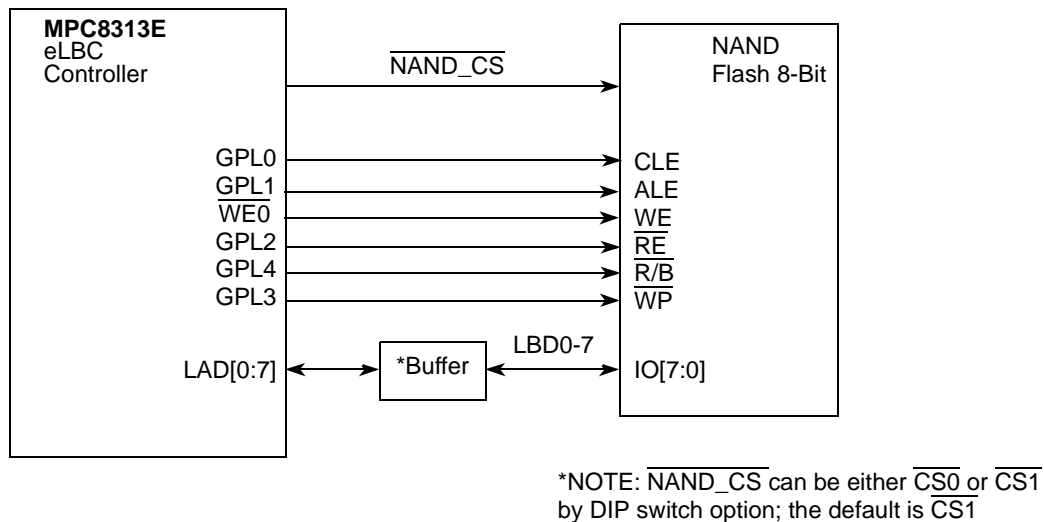 MPC8313E
eLBC
Controller
NAND_CS
NAND
Flash 8-Bit
GPL0
CLE
GPL1
ALE
WE0
WE
GPL2
RE
GPL4
R/B
GPL3
WP
LBD0-7
LAD[0:7]
*Buffer
IO[7:0]
*NOTE: NAND_CS can be either CS0 or CS1
by DIP switch option; the default is CS1